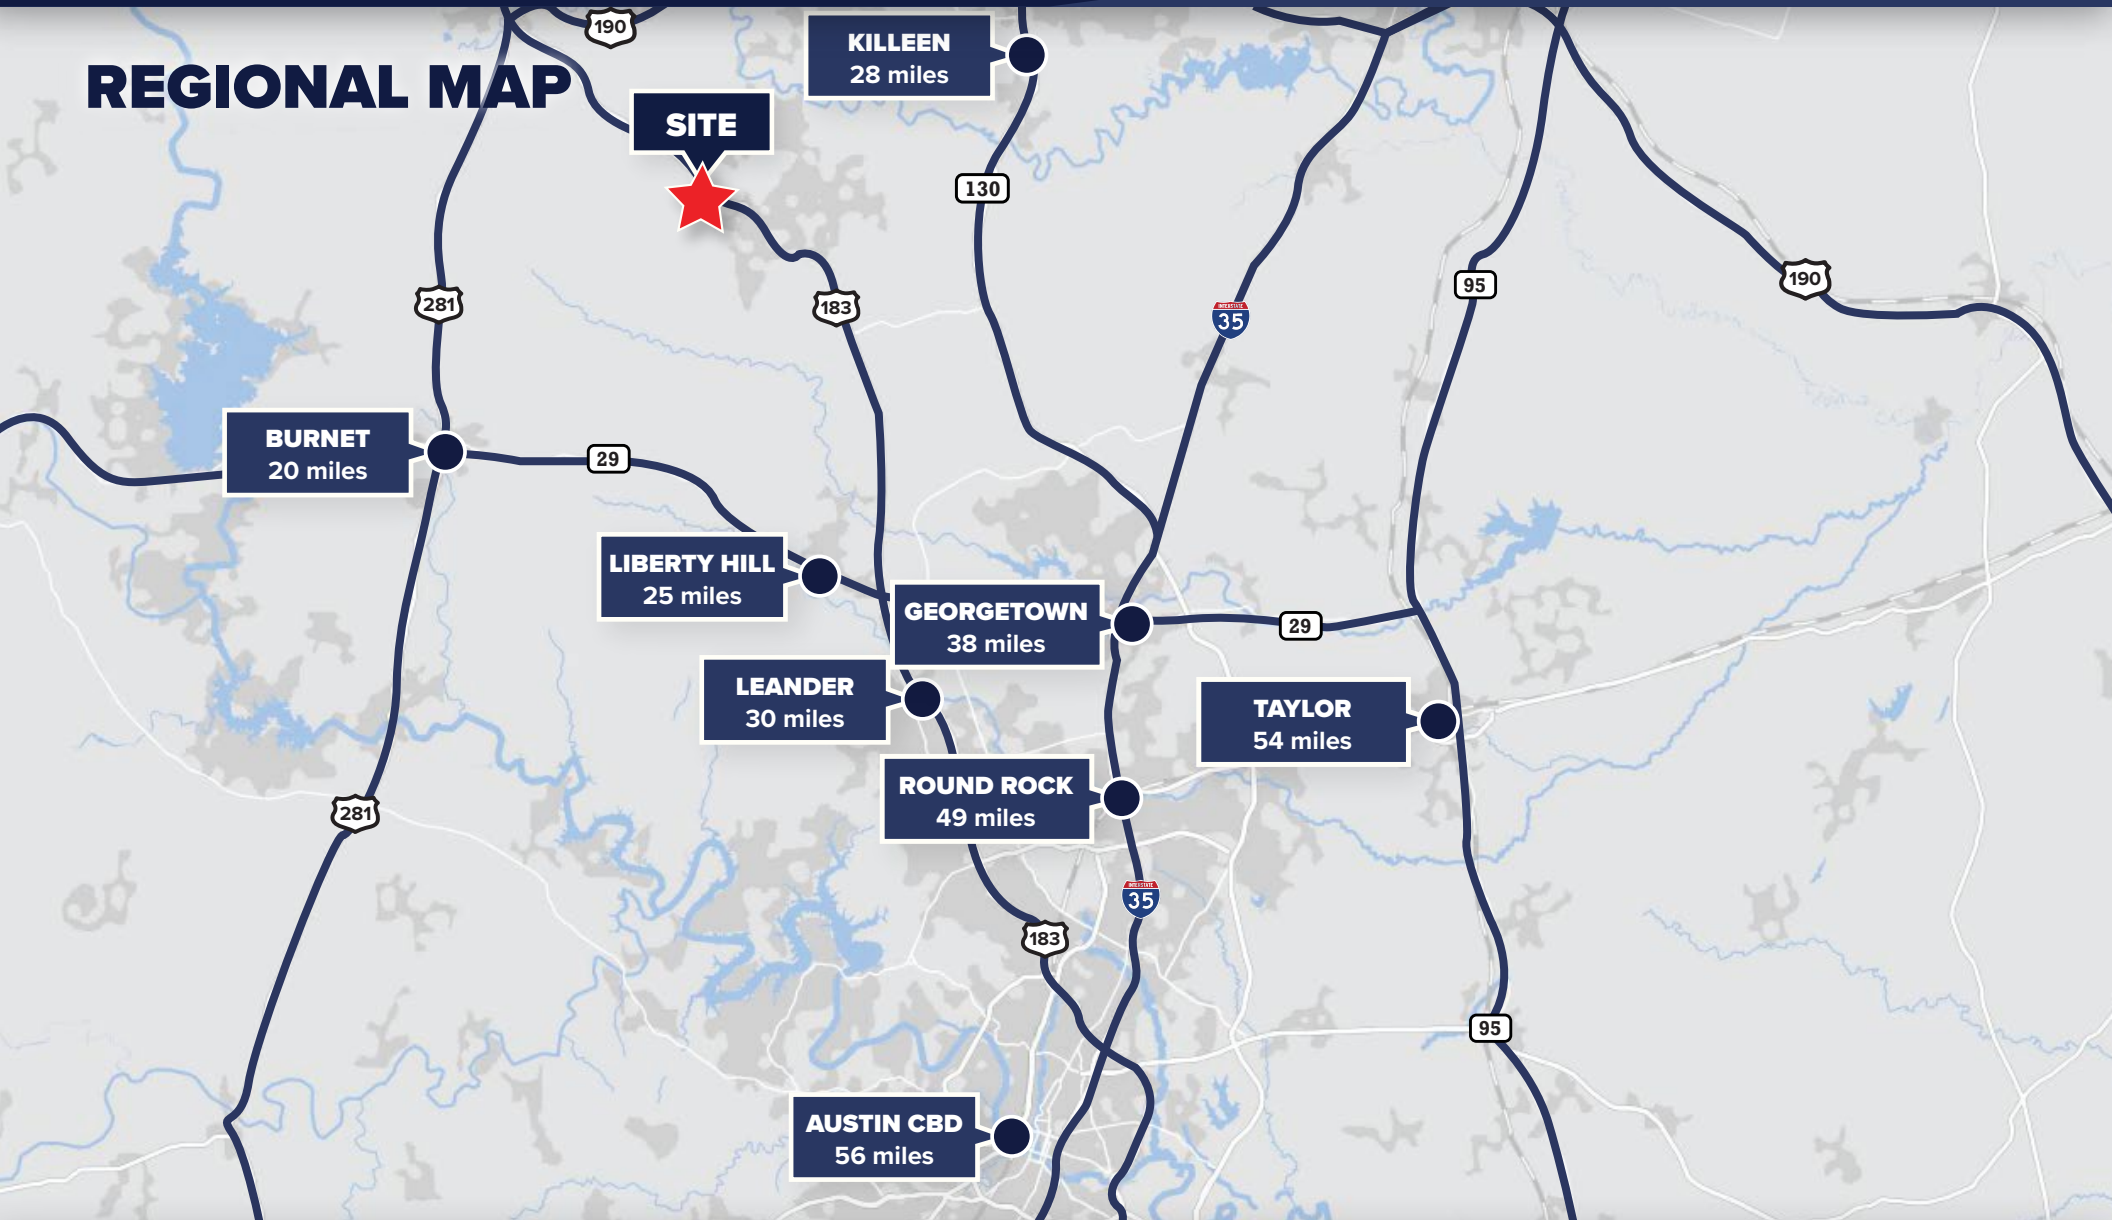 190
KILLEEN
28 miles
REGIONAL MAP
SITE
130
281
183
INTERSTATE
35
95
190
BURNET
20 miles
29
LIBERTY HILL
25 miles
GEORGETOWN
38 miles
29
LEANDER
30 miles
TAYLOR
54 miles
ROUND ROCK
49 miles
281
INTERSTATE
35
183
95
AUSTIN CBD
56 miles